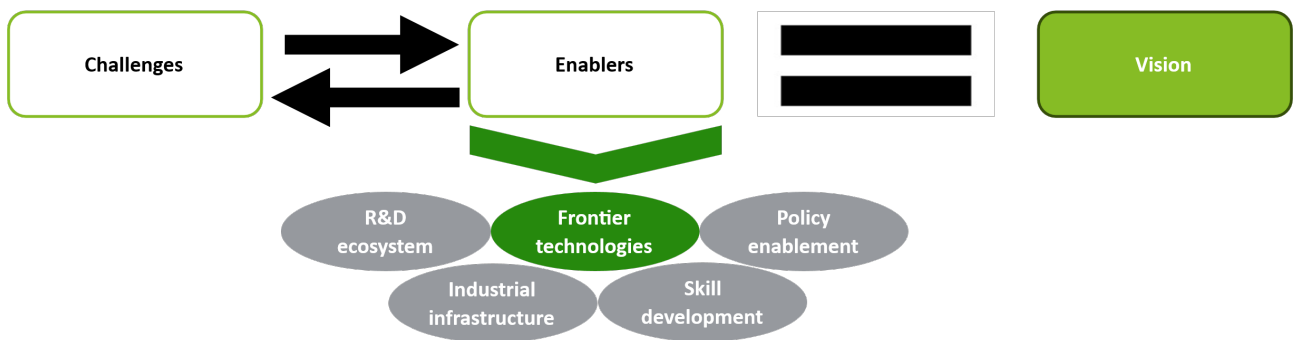 Challenges
Enablers
Vision
R&D
ecosystem
Frontier
technologies
Policy
enablement
Industrial
infrastructure
Skill
development